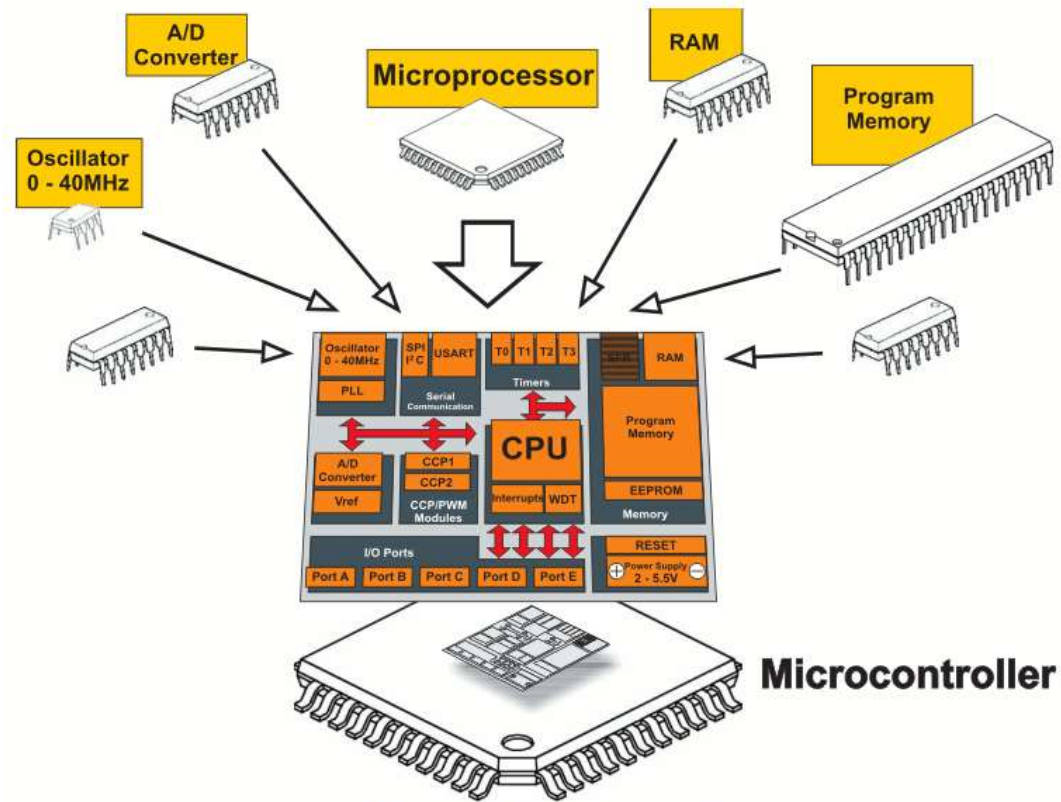 A/D
Converter
Microprocessor
RAM
Program
Memory
Oscillator
0 - 40MHz
Oscillator
0 - 40MHz
PLL
SPI
I²C
USART
Serial
Communication
T0 T1 T2 T3
Timers
RAM
Program
Memory
EEPROM
Memory
A/D
Converter
Vref
CCP1
CCP2
CCP/PWM
Modules
CPU
Interrupts WDT
I/O Ports
Port A Port B Port C Port D Port E
RESET
+ Power Supply −
2 - 5.5V
Microcontroller